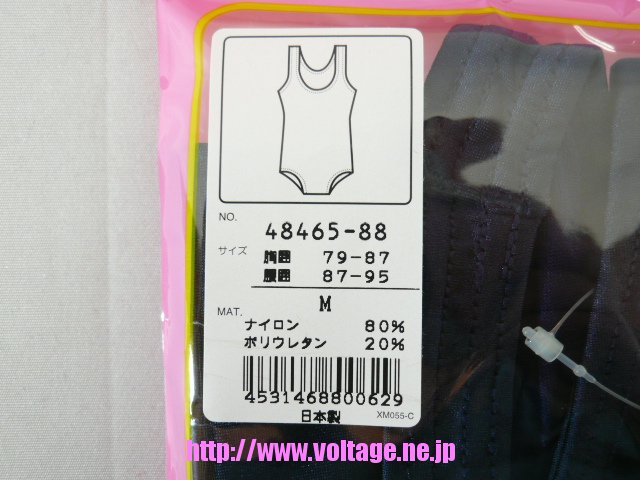 NO. 48465-88
サイズ 胸囲 79-87
腰囲 87-95
M
MAT.
ナイロン 80%
ポリウレタン 20%
4531468800629
日本製 XM055-C
http://www.voltage.ne.jp